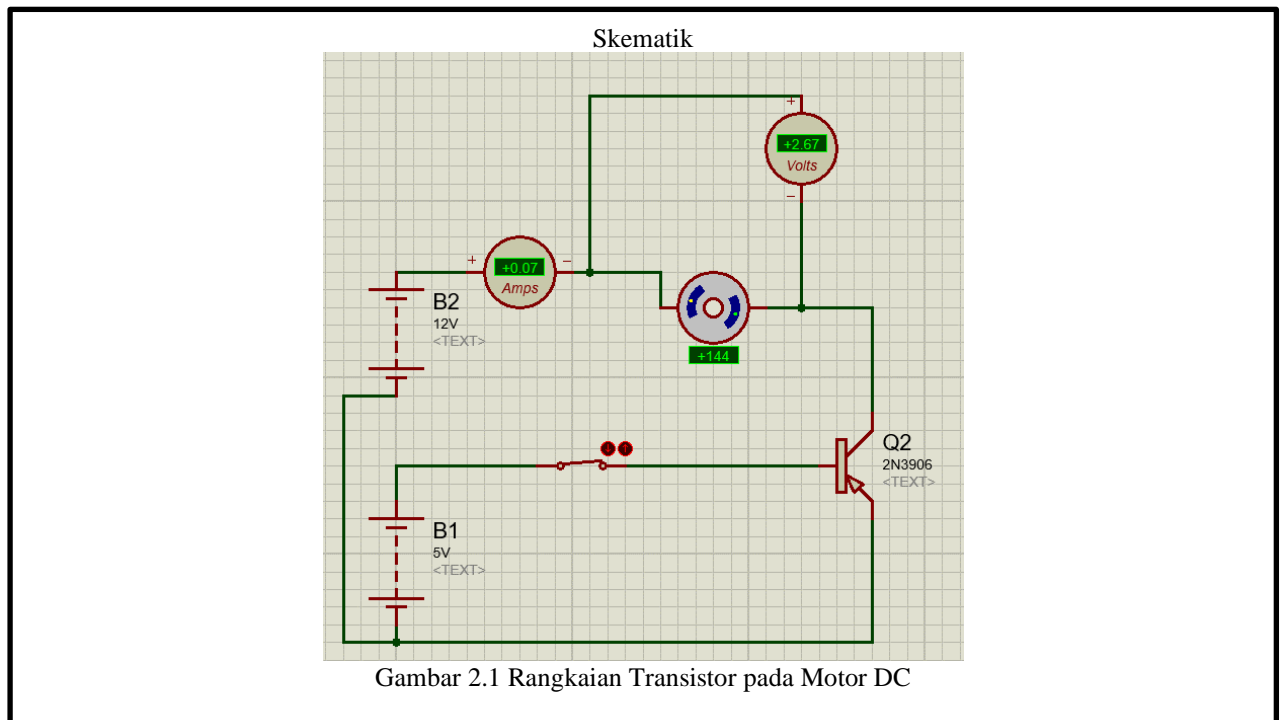 Skematik
+
+2.67
Volts
−
+
−
+0.07
Amps
B2
12V
<TEXT>
+144
Q2
2N3906
<TEXT>
B1
5V
<TEXT>
Gambar 2.1 Rangkaian Transistor pada Motor DC